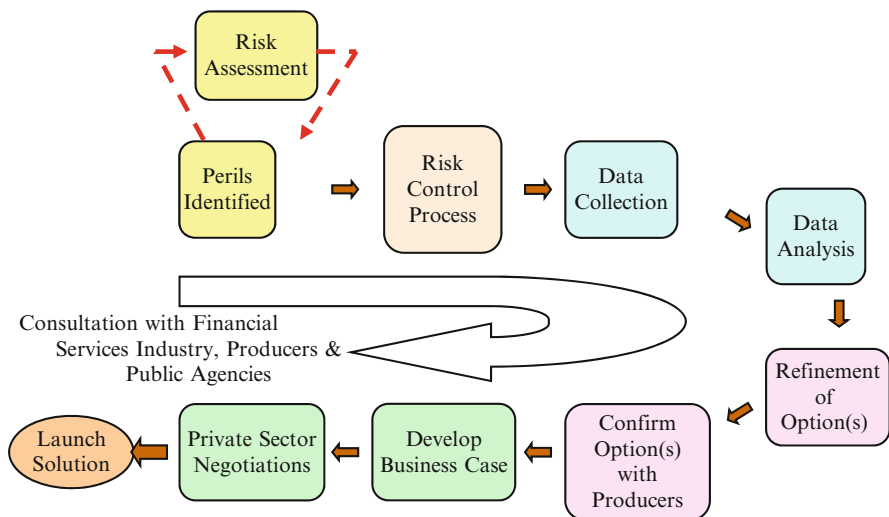 Risk
Assessment
Perils
Identified
Risk
Control
Process
Data
Collection
Data
Analysis
Consultation with Financial
Services Industry, Producers &
Public Agencies
Refinement
of
Option(s)
Confirm
Option(s)
with
Producers
Develop
Business Case
Private Sector
Negotiations
Launch
Solution